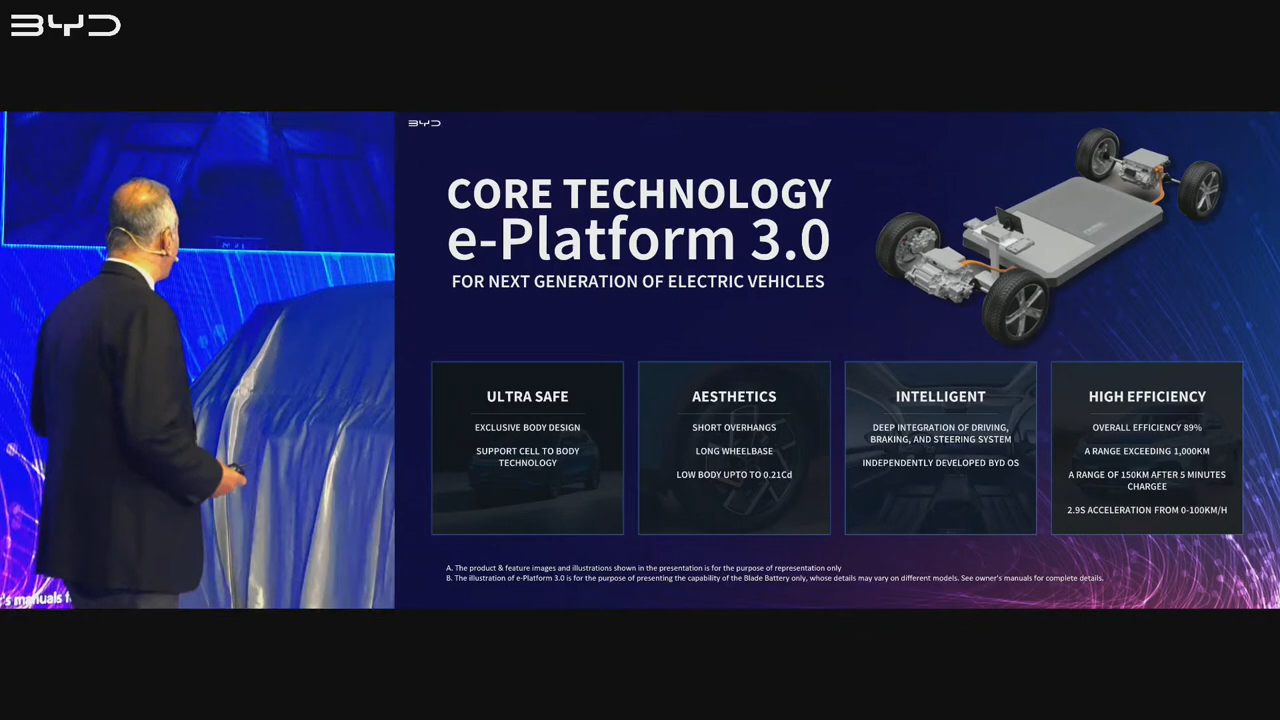 BYD
BYD
CORE TECHNOLOGY
e-Platform 3.0
FOR NEXT GENERATION OF ELECTRIC VEHICLES
ULTRA SAFE
EXCLUSIVE BODY DESIGN
SUPPORT CELL TO BODY
TECHNOLOGY
AESTHETICS
SHORT OVERHANGS
LONG WHEELBASE
LOW BODY UPTO TO 0.21Cd
INTELLIGENT
DEEP INTEGRATION OF DRIVING,
BRAKING, AND STEERING SYSTEM
INDEPENDENTLY DEVELOPED BYD OS
HIGH EFFICIENCY
OVERALL EFFICIENCY 89%
A RANGE EXCEEDING 1,000KM
A RANGE OF 150KM AFTER 5 MINUTES
CHARGEE
2.9S ACCELERATION FROM 0-100KM/H
A. The product & feature images and illustrations shown in the presentation is for the purpose of representation only
B. The illustration of e-Platform 3.0 is for the purpose of presenting the capability of the Blade Battery only, whose details may vary on different models. See owner's manuals for complete details.
's manuals f